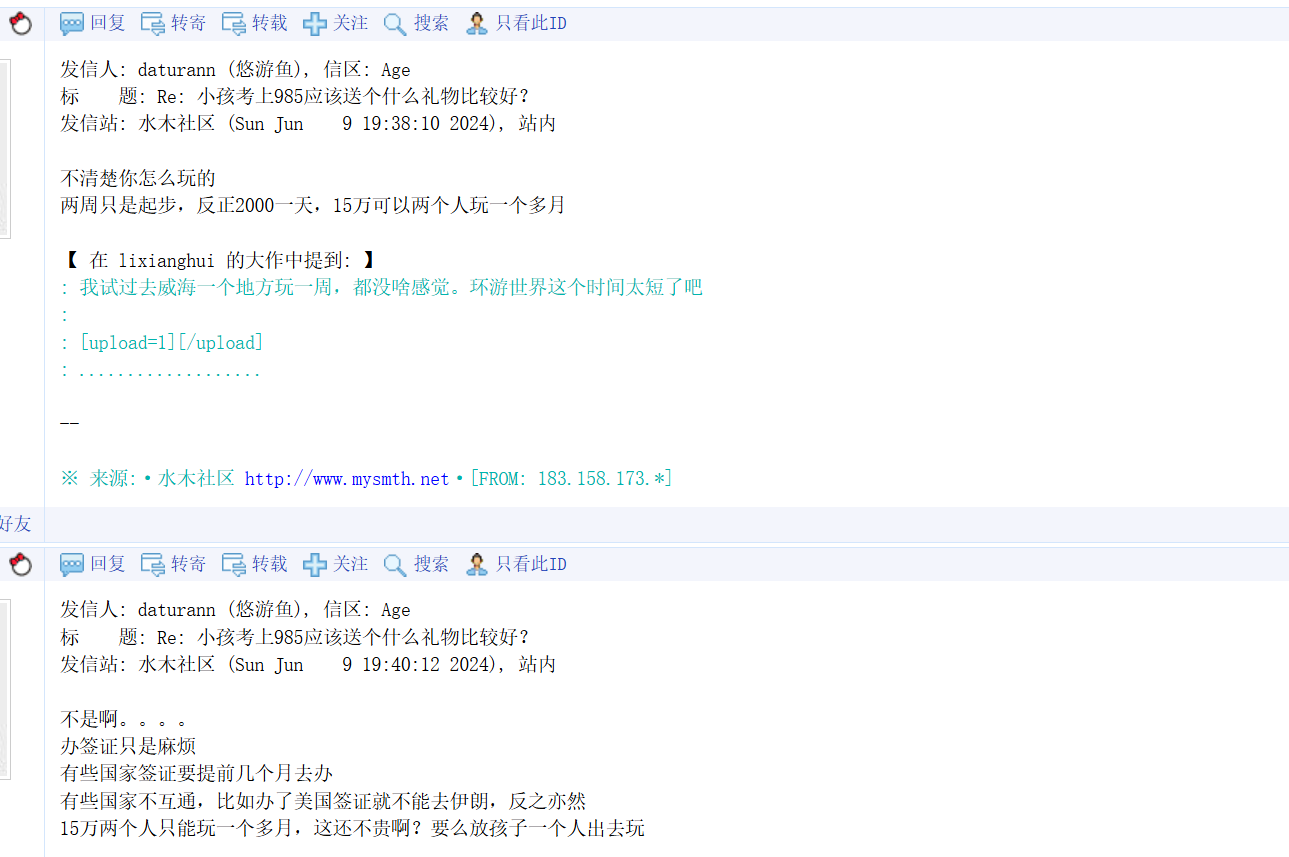 回复 转寄 转载 关注 搜索 只看此ID
发信人: daturann (悠游鱼), 信区: Age
标 题: Re: 小孩考上985应该送个什么礼物比较好?
发信站: 水木社区 (Sun Jun 9 19:38:10 2024), 站内
不清楚你怎么玩的
两周只是起步，反正2000一天，15万可以两个人玩一个多月
【 在 lixianghui 的大作中提到: 】
: 我试过去威海一个地方玩一周，都没啥感觉。环游世界这个时间太短了吧
:
: [upload=1][/upload]
: ...................
--
※ 来源:·水木社区 http://www.mysmth.net·[FROM: 183.158.173.*]
好友
回复 转寄 转载 关注 搜索 只看此ID
发信人: daturann (悠游鱼), 信区: Age
标 题: Re: 小孩考上985应该送个什么礼物比较好?
发信站: 水木社区 (Sun Jun 9 19:40:12 2024), 站内
不是啊。。。。
办签证只是麻烦
有些国家签证要提前几个月去办
有些国家不互通，比如办了美国签证就不能去伊朗，反之亦然
15万两个人只能玩一个多月，这还不贵啊？要么放孩子一个人出去玩